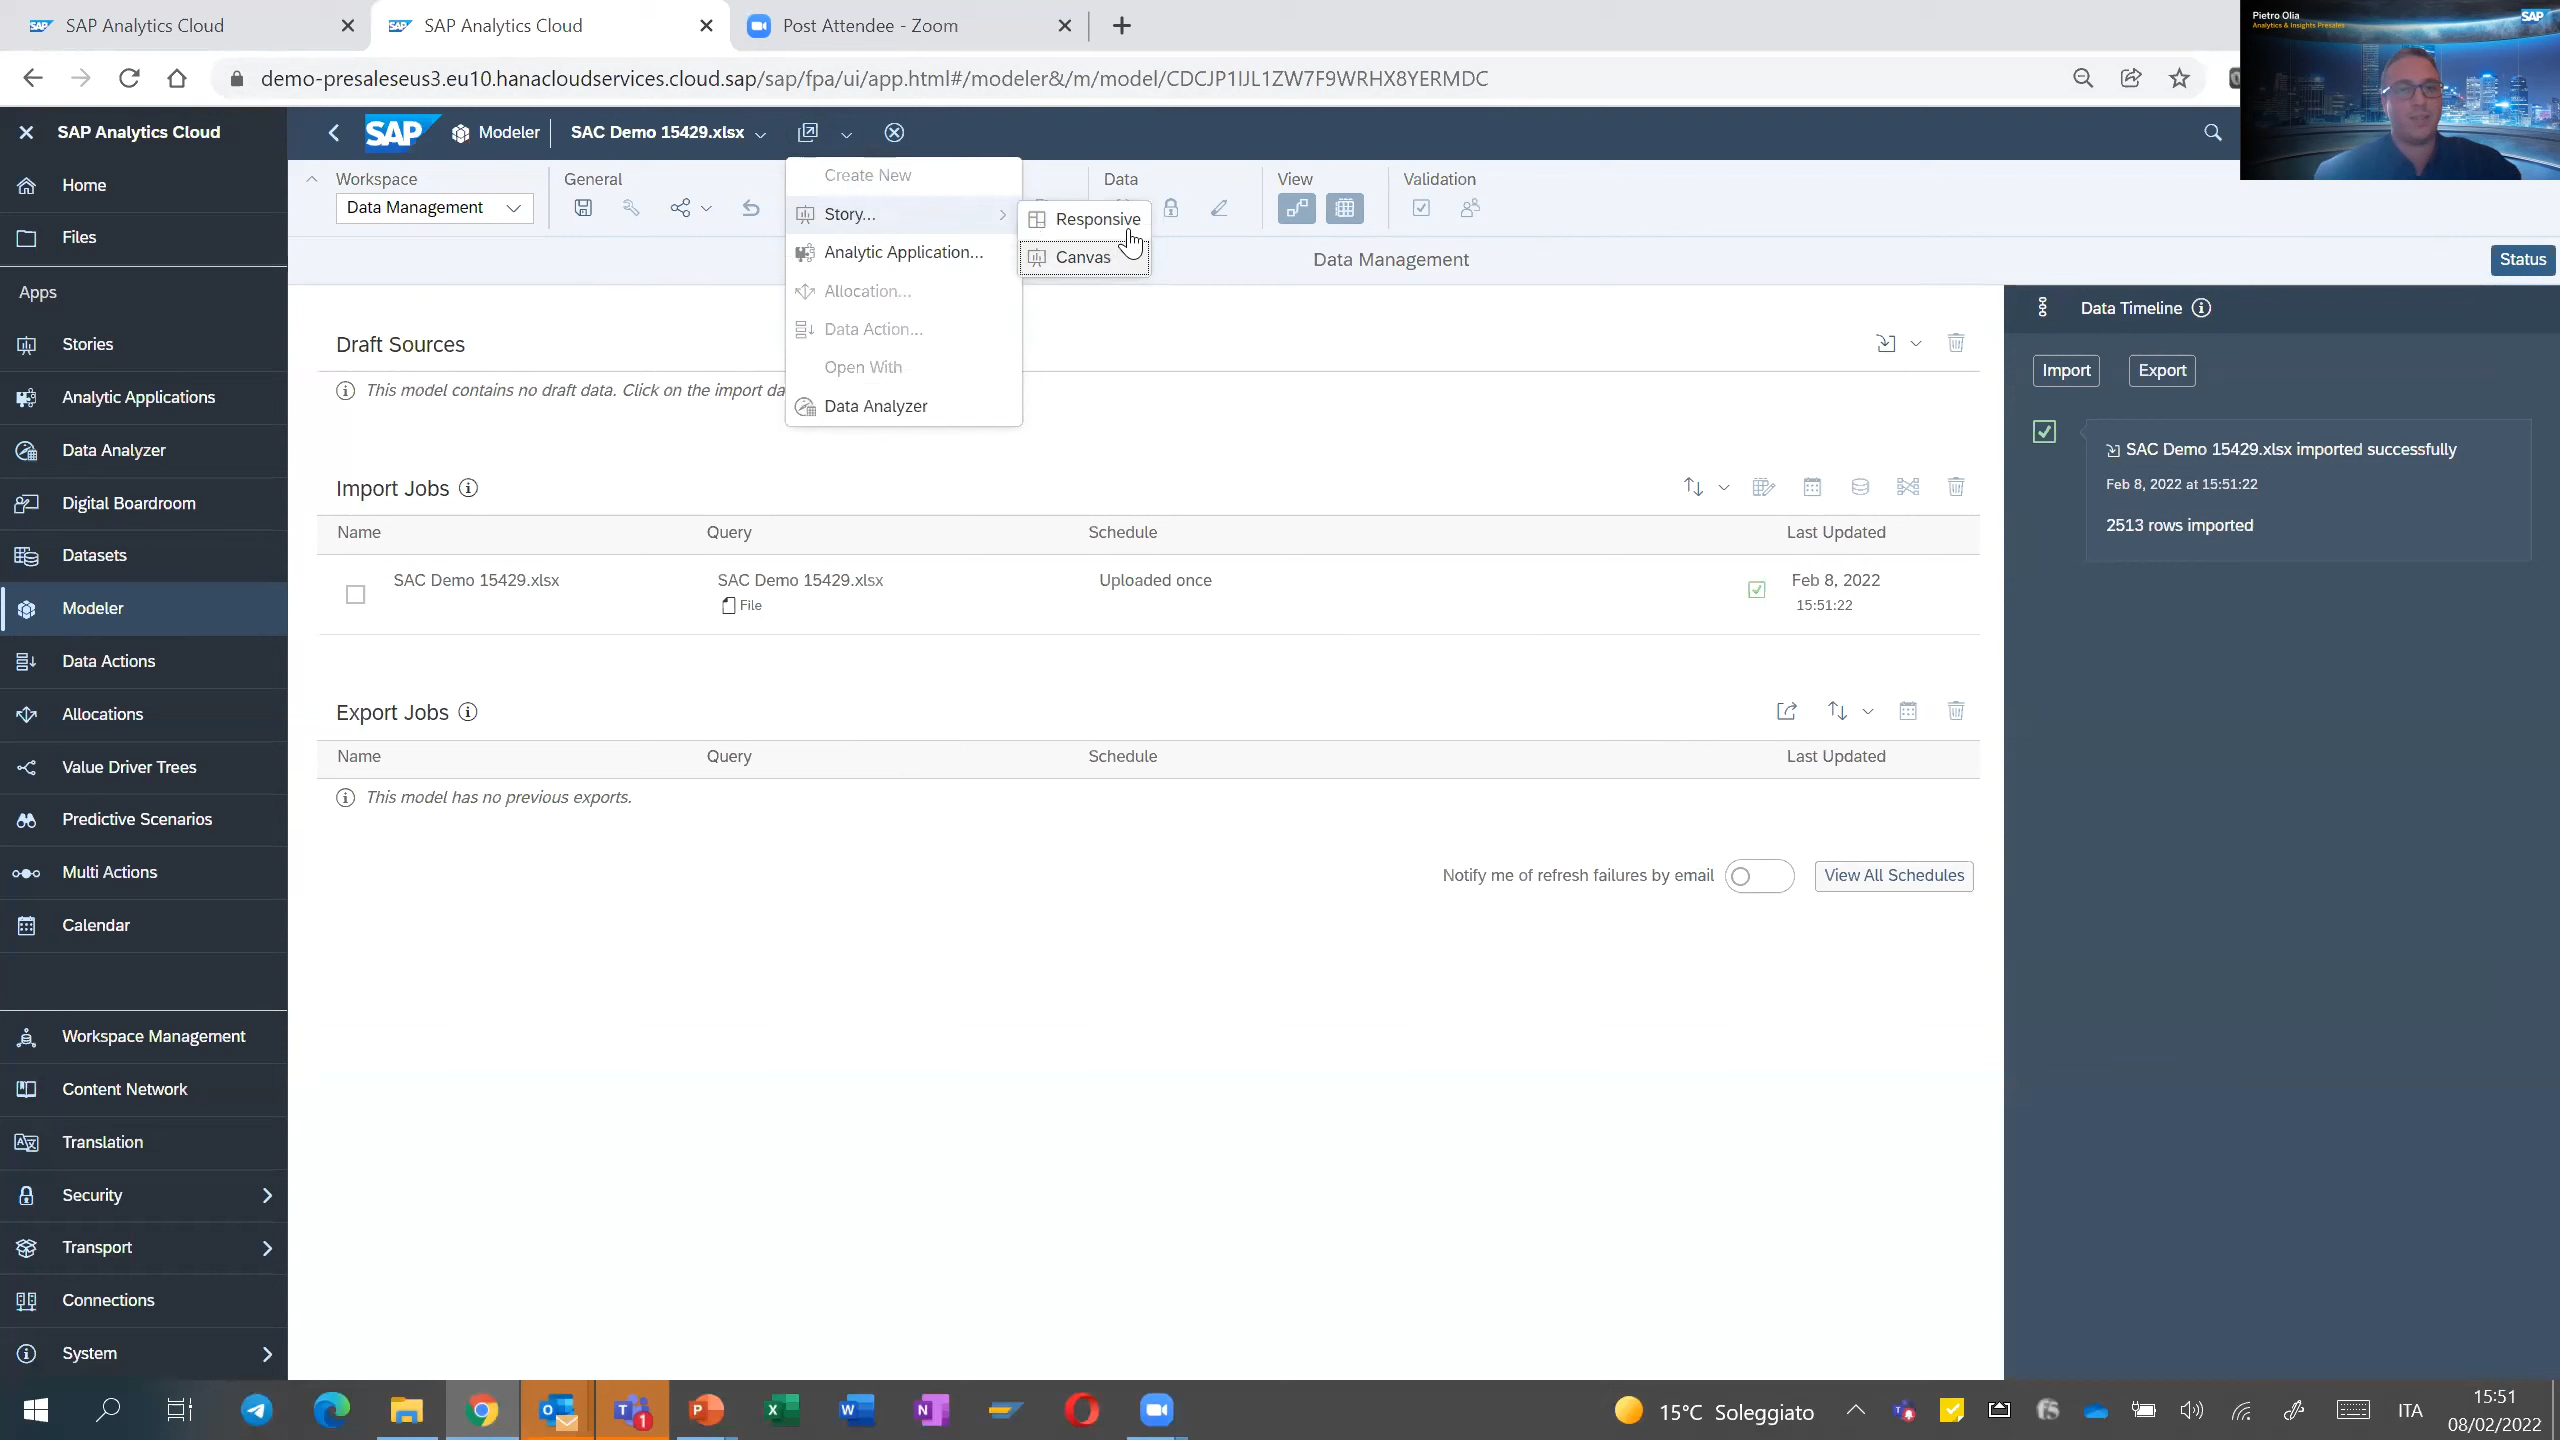 SAP Analytics Cloud
SAP Analytics Cloud
Post Attendee - Zoom
demo-presaleseus3.eu10.hanacloudservices.cloud.sap/sap/fpa/ui/app.html#/modeler&/m/model/CDCJP1IJL1ZW7F9WRHX8YERMDC
Pietro Olia
Analytics & Insights Presales
SAP
SAP Analytics Cloud
SAP
Modeler
SAC Demo 15429.xlsx
Home
Files
Apps
Stories
Analytic Applications
Data Analyzer
Digital Boardroom
Datasets
Modeler
Data Actions
Allocations
Value Driver Trees
Predictive Scenarios
Multi Actions
Calendar
Workspace Management
Content Network
Translation
Security
Transport
Connections
System
Workspace
Data Management
General
Data
View
Validation
Create New
Story...
Analytic Application...
Allocation...
Data Action...
Open With
Data Analyzer
Responsive
Canvas
Data Management
Status
Draft Sources
This model contains no draft data. Click on the import da
Import Jobs
Name Query Schedule Last Updated
SAC Demo 15429.xlsx SAC Demo 15429.xlsx Uploaded once Feb 8, 2022
File 15:51:22
Export Jobs
Name Query Schedule Last Updated
This model has no previous exports.
Notify me of refresh failures by email View All Schedules
Data Timeline
Import Export
SAC Demo 15429.xlsx imported successfully
Feb 8, 2022 at 15:51:22
2513 rows imported
1
15°C Soleggiato
ITA
15:51
08/02/2022